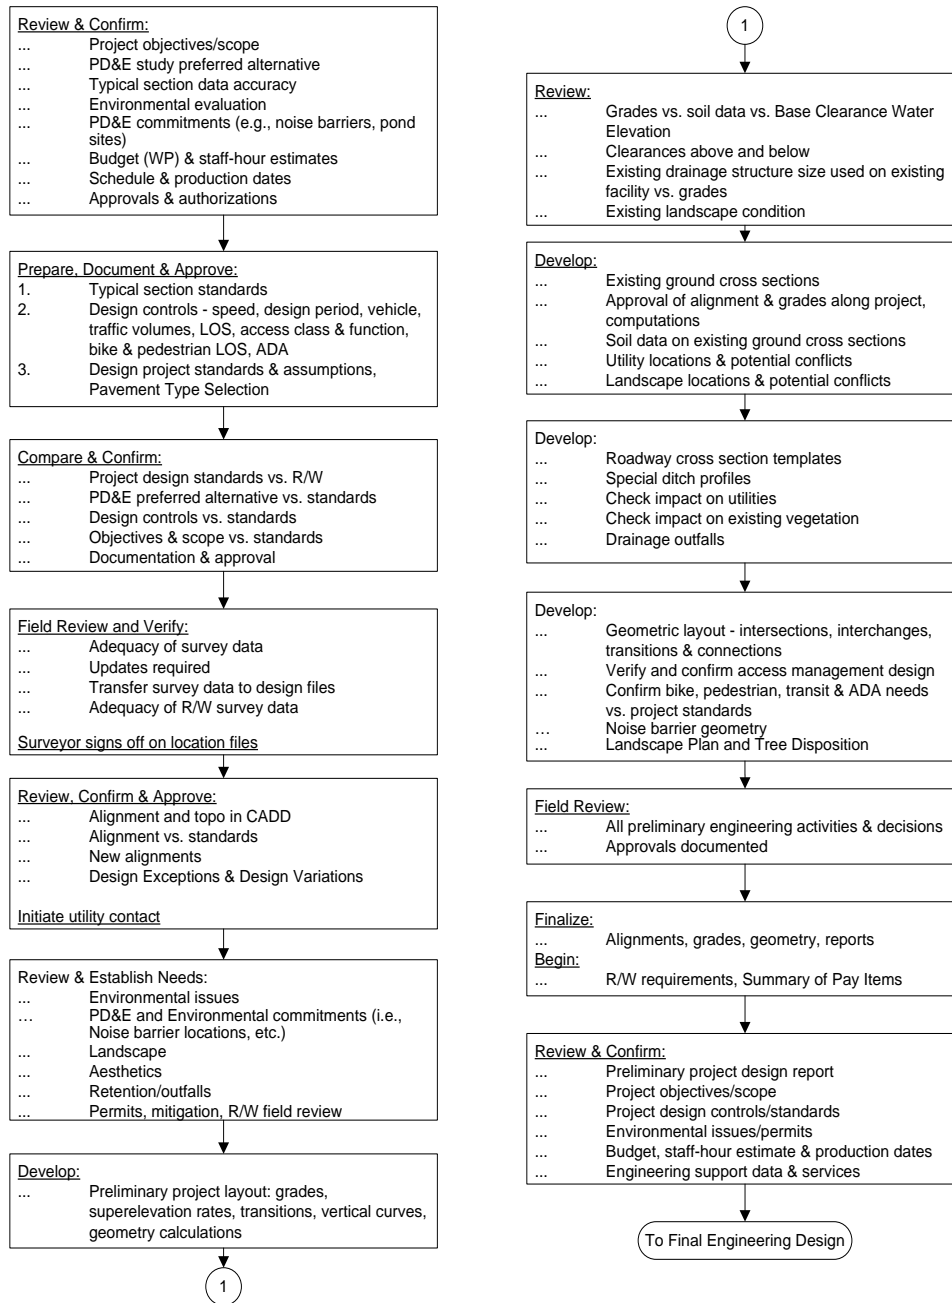 Review & Confirm:
... Project objectives/scope
... PD&E study preferred alternative
... Typical section data accuracy
... Environmental evaluation
... PD&E commitments (e.g., noise barriers, pond
sites)
... Budget (WP) & staff-hour estimates
... Schedule & production dates
... Approvals & authorizations
Prepare, Document & Approve:
1. Typical section standards
2. Design controls - speed, design period, vehicle,
traffic volumes, LOS, access class & function,
bike & pedestrian LOS, ADA
3. Design project standards & assumptions,
Pavement Type Selection
Compare & Confirm:
... Project design standards vs. R/W
... PD&E preferred alternative vs. standards
... Design controls vs. standards
... Objectives & scope vs. standards
... Documentation & approval
Field Review and Verify:
... Adequacy of survey data
... Updates required
... Transfer survey data to design files
... Adequacy of R/W survey data
Surveyor signs off on location files
Review, Confirm & Approve:
... Alignment and topo in CADD
... Alignment vs. standards
... New alignments
... Design Exceptions & Design Variations
Initiate utility contact
Review & Establish Needs:
... Environmental issues
... PD&E and Environmental commitments (i.e.,
Noise barrier locations, etc.)
... Landscape
... Aesthetics
... Retention/outfalls
... Permits, mitigation, R/W field review
Develop:
... Preliminary project layout: grades,
superelevation rates, transitions, vertical curves,
geometry calculations
1
1
Review:
... Grades vs. soil data vs. Base Clearance Water
Elevation
... Clearances above and below
... Existing drainage structure size used on existing
facility vs. grades
... Existing landscape condition
Develop:
... Existing ground cross sections
... Approval of alignment & grades along project,
computations
... Soil data on existing ground cross sections
... Utility locations & potential conflicts
... Landscape locations & potential conflicts
Develop:
... Roadway cross section templates
... Special ditch profiles
... Check impact on utilities
... Check impact on existing vegetation
... Drainage outfalls
Develop:
... Geometric layout - intersections, interchanges,
transitions & connections
... Verify and confirm access management design
... Confirm bike, pedestrian, transit & ADA needs
vs. project standards
... Noise barrier geometry
... Landscape Plan and Tree Disposition
Field Review:
... All preliminary engineering activities & decisions
... Approvals documented
Finalize:
... Alignments, grades, geometry, reports
Begin:
... R/W requirements, Summary of Pay Items
Review & Confirm:
... Preliminary project design report
... Project objectives/scope
... Project design controls/standards
... Environmental issues/permits
... Budget, staff-hour estimate & production dates
... Engineering support data & services
To Final Engineering Design